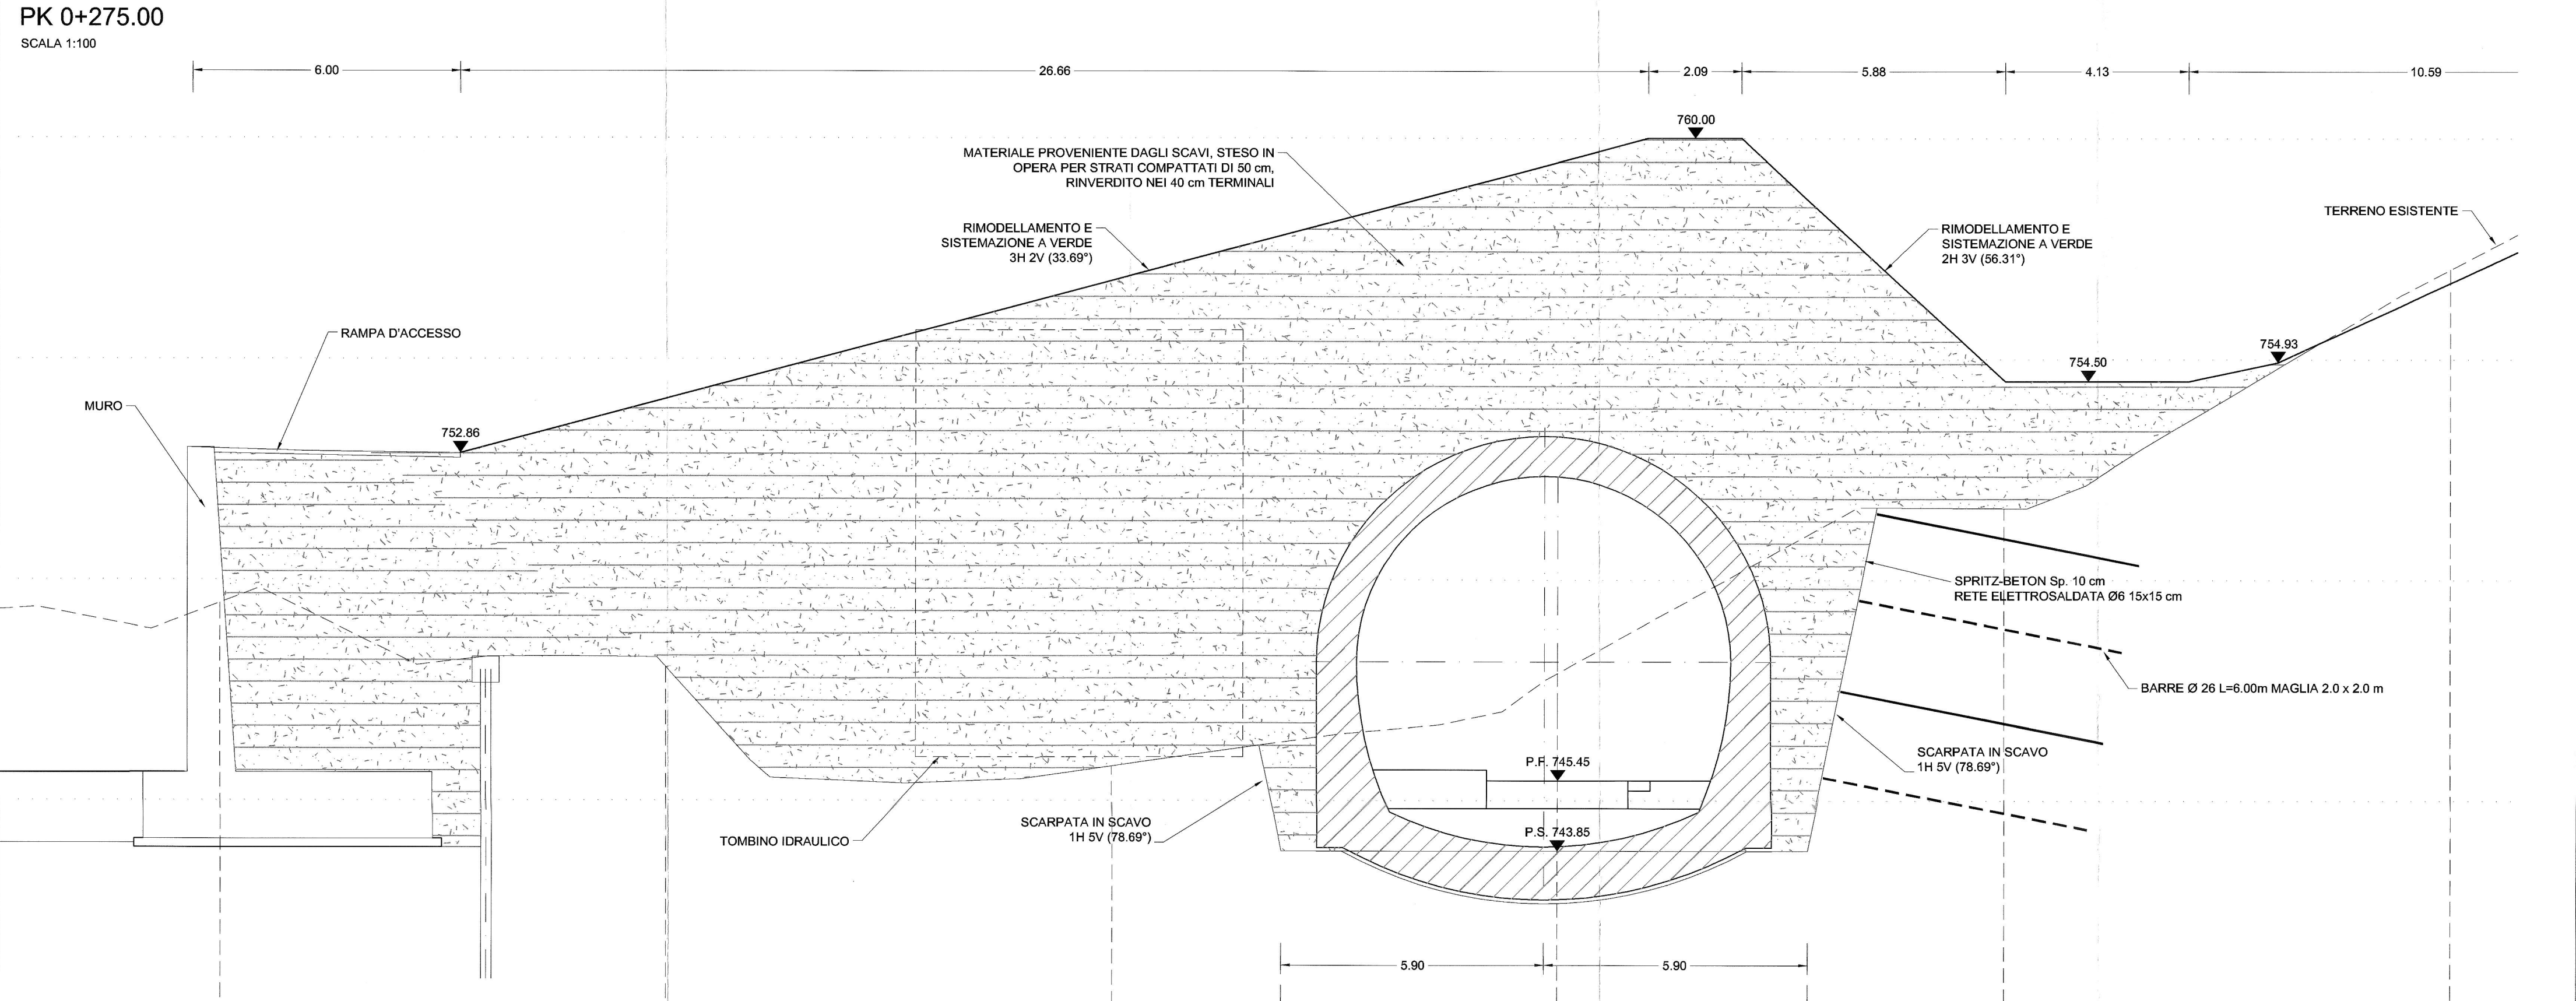 PK 0+275.00
SCALA 1:100
6.00
26.66
2.09
5.88
4.13
10.59
760.00
MATERIALE PROVENIENTE DAGLI SCAVI, STESO IN
OPERA PER STRATI COMPATTATI DI 50 cm,
RINVERDITO NEI 40 cm TERMINALI
RIMODELLAMENTO E
SISTEMAZIONE A VERDE
3H 2V (33.69°)
RIMODELLAMENTO E
SISTEMAZIONE A VERDE
2H 3V (56.31°)
TERRENO ESISTENTE
RAMPA D'ACCESSO
754.93
754.50
MURO
752.86
SPRITZ-BETON Sp. 10 cm
RETE ELETTROSALDATA Ø6 15x15 cm
BARRE Ø 26 L=6.00m MAGLIA 2.0 x 2.0 m
SCARPATA IN SCAVO
1H 5V (78.69°)
P.F. 745.45
SCARPATA IN SCAVO
1H 5V (78.69°)
P.S. 743.85
TOMBINO IDRAULICO
5.90
5.90